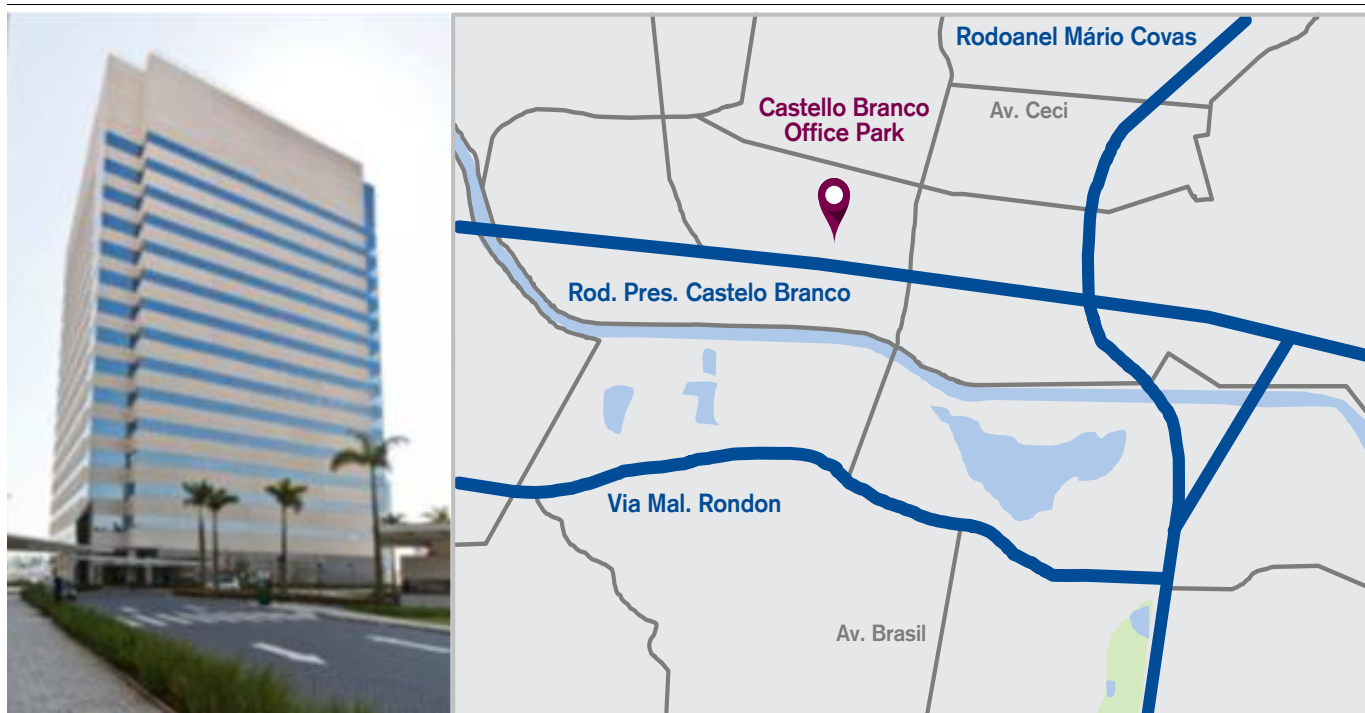 Rodoanel Mário Covas
Castello Branco
Office Park
Av. Ceci
Rod. Pres. Castelo Branco
Via Mal. Rondon
Av. Brasil